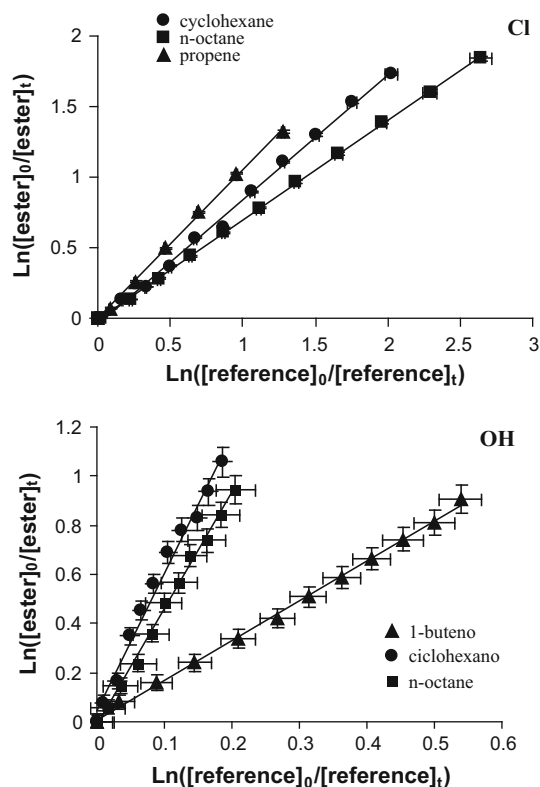 cyclohexane
n-octane
propene
Cl
Ln([ester]₀/[ester]ₜ)
2
1.5
1
0.5
0
0 0.5 1 1.5 2 2.5 3
Ln([reference]₀/[reference]ₜ)
OH
Ln([ester]₀/[ester]ₜ)
1.2
1
0.8
0.6
0.4
0.2
0
1-buteno
ciclohexano
n-octane
0.0 0.1 0.2 0.3 0.4 0.5 0.6
Ln([reference]₀/[reference]ₜ)